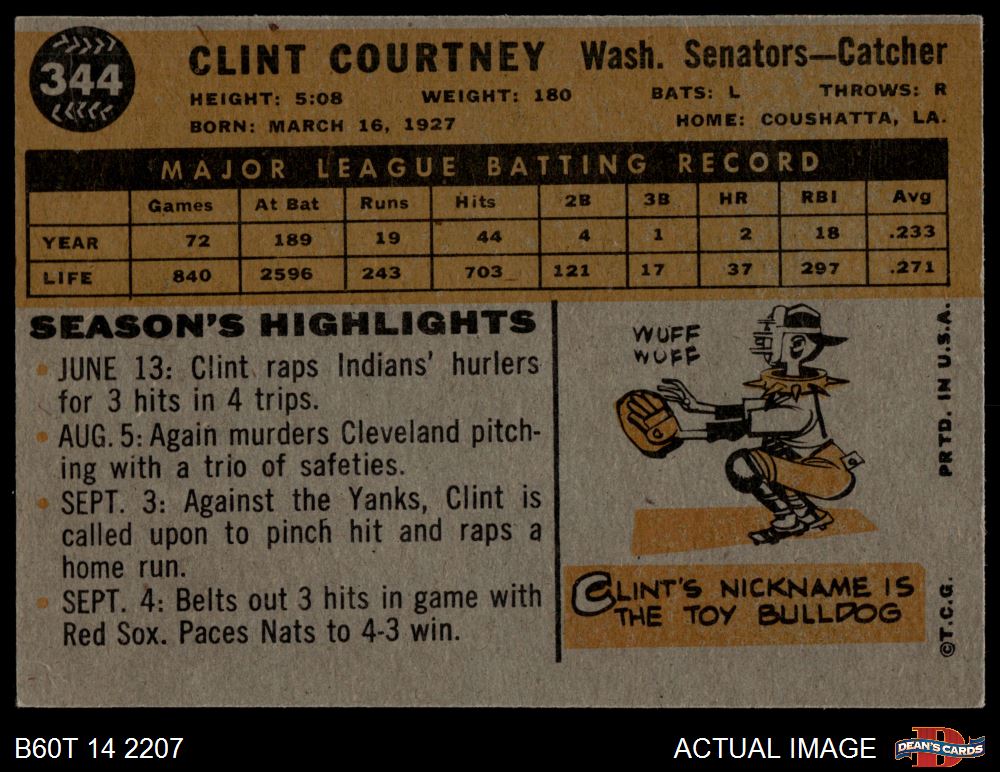 344
CLINT COURTNEY Wash. Senators—Catcher
HEIGHT: 5:08 WEIGHT: 180 BATS: L THROWS: R
BORN: MARCH 16, 1927 HOME: COUSHATTA, LA.
MAJOR LEAGUE BATTING RECORD
Games At Bat Runs Hits 2B 3B HR RBI Avg
YEAR 72 189 19 44 4 1 2 18 .233
LIFE 840 2596 243 703 121 17 37 297 .271
SEASON'S HIGHLIGHTS
• JUNE 13: Clint raps Indians' hurlers
for 3 hits in 4 trips.
• AUG. 5: Again murders Cleveland pitch-
ing with a trio of safeties.
• SEPT. 3: Against the Yanks, Clint is
called upon to pinch hit and raps a
home run.
• SEPT. 4: Belts out 3 hits in game with
Red Sox. Paces Nats to 4-3 win.
WUFF
WUFF
CLINT'S NICKNAME IS
THE TOY BULLDOG
PRTD. IN U.S.A.
©T.C.G.
B60T 14 2207
ACTUAL IMAGE
D
DEAN'S CARDS